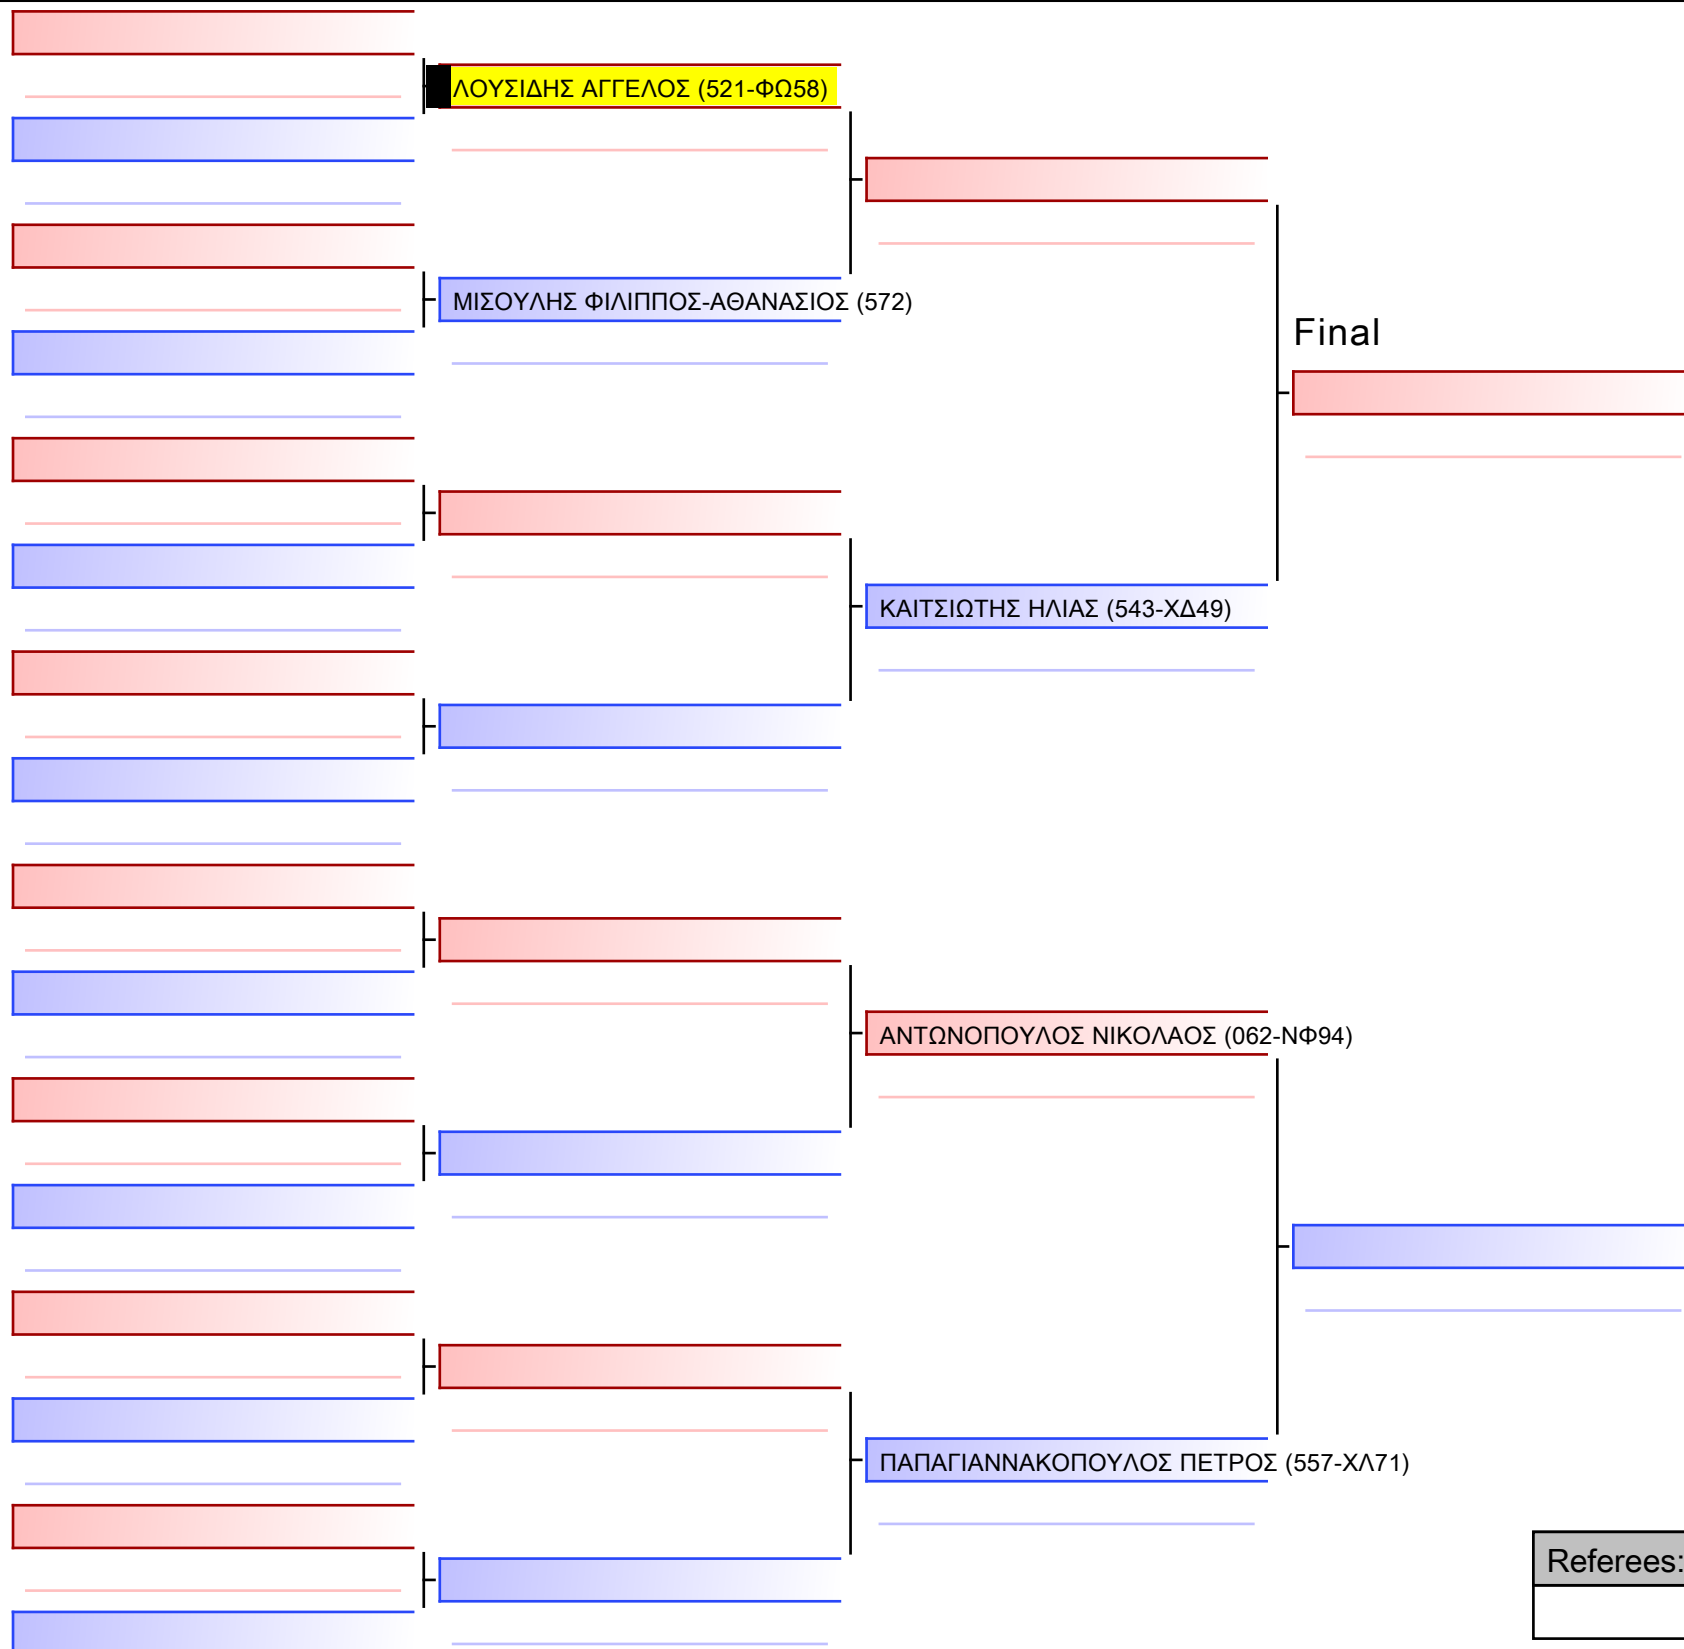 ΛΟΥΣΙΔΗΣ ΑΓΓΕΛΟΣ (521-ΦΩ58)
ΜΙΣΟΥΛΗΣ ΦΙΛΙΠΠΟΣ-ΑΘΑΝΑΣΙΟΣ (572)
Final
ΚΑΙΤΣΙΩΤΗΣ ΗΛΙΑΣ (543-ΧΔ49)
ΑΝΤΩΝΟΠΟΥΛΟΣ ΝΙΚΟΛΑΟΣ (062-ΝΦ94)
ΠΑΠΑΓΙΑΝΝΑΚΟΠΟΥΛΟΣ ΠΕΤΡΟΣ (557-ΧΛ71)
Referees: